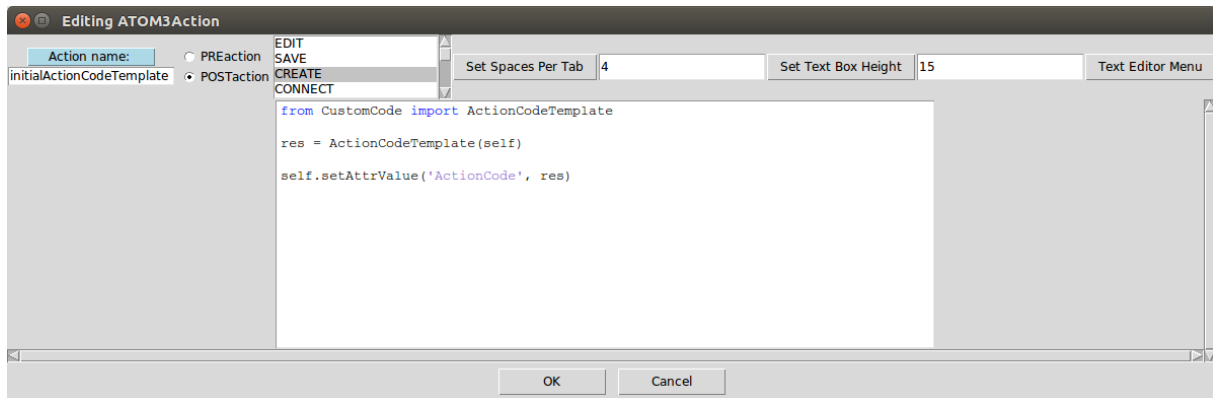 Editing ATOM3Action
Action name:
initialActionCodeTemplate
PREaction
POSTaction
EDIT
SAVE
CREATE
CONNECT
Set Spaces Per Tab
4
Set Text Box Height
15
Text Editor Menu
from CustomCode import ActionCodeTemplate
res = ActionCodeTemplate(self)
self.setAttrValue('ActionCode', res)
OK
Cancel